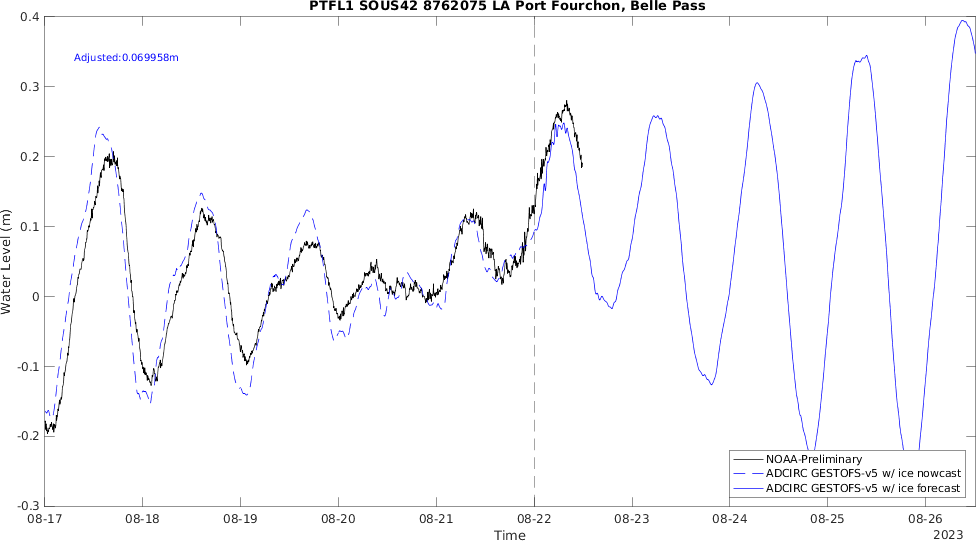 PTFL1 SOUS42 8762075 LA Port Fourchon, Belle Pass
Adjusted:0.069958m
Water Level (m)
0.4
0.3
0.2
0.1
0
-0.1
-0.2
-0.3
NOAA-Preliminary
ADCIRC GESTOFS-v5 w/ ice nowcast
ADCIRC GESTOFS-v5 w/ ice forecast
08-17 08-18 08-19 08-20 08-21 08-22 08-23 08-24 08-25 08-26
Time
2023